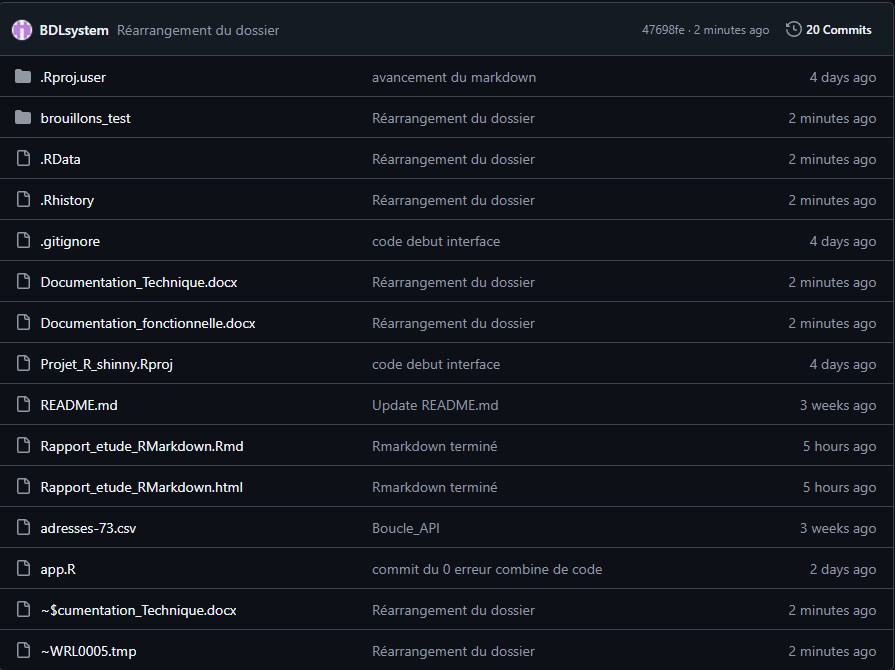 BDLsystem Réarrangement du dossier 47698fe · 2 minutes ago 20 Commits
.Rproj.user avancement du markdown 4 days ago
brouillons_test Réarrangement du dossier 2 minutes ago
.RData Réarrangement du dossier 2 minutes ago
.Rhistory Réarrangement du dossier 2 minutes ago
.gitignore code debut interface 4 days ago
Documentation_Technique.docx Réarrangement du dossier 2 minutes ago
Documentation_fonctionnelle.docx Réarrangement du dossier 2 minutes ago
Projet_R_shinny.Rproj code debut interface 4 days ago
README.md Update README.md 3 weeks ago
Rapport_etude_RMarkdown.Rmd Rmarkdown terminé 5 hours ago
Rapport_etude_RMarkdown.html Rmarkdown terminé 5 hours ago
adresses-73.csv Boucle_API 3 weeks ago
app.R commit du 0 erreur combine de code 2 days ago
~$cumentation_Technique.docx Réarrangement du dossier 2 minutes ago
~WRL0005.tmp Réarrangement du dossier 2 minutes ago